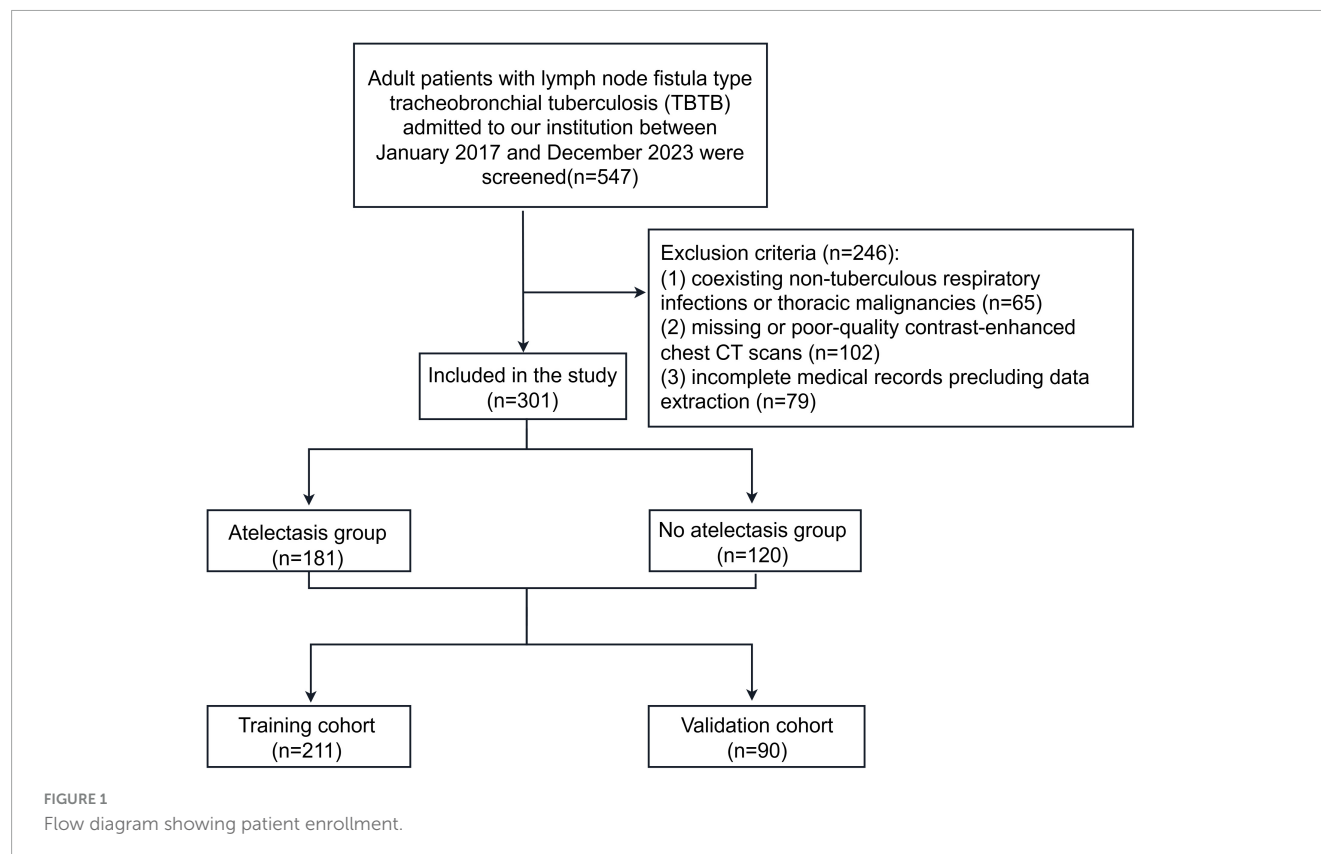 Adult patients with lymph node fistula type
tracheobronchial tuberculosis (TBTB)
admitted to our institution between
January 2017 and December 2023 were
screened(n=547)
Exclusion criteria (n=246):
(1) coexisting non-tuberculous respiratory
infections or thoracic malignancies (n=65)
(2) missing or poor-quality contrast-enhanced
chest CT scans (n=102)
(3) incomplete medical records precluding data
extraction (n=79)
Included in the study
(n=301)
Atelectasis group
(n=181)
No atelectasis group
(n=120)
Training cohort
(n=211)
Validation cohort
(n=90)
FIGURE 1
Flow diagram showing patient enrollment.